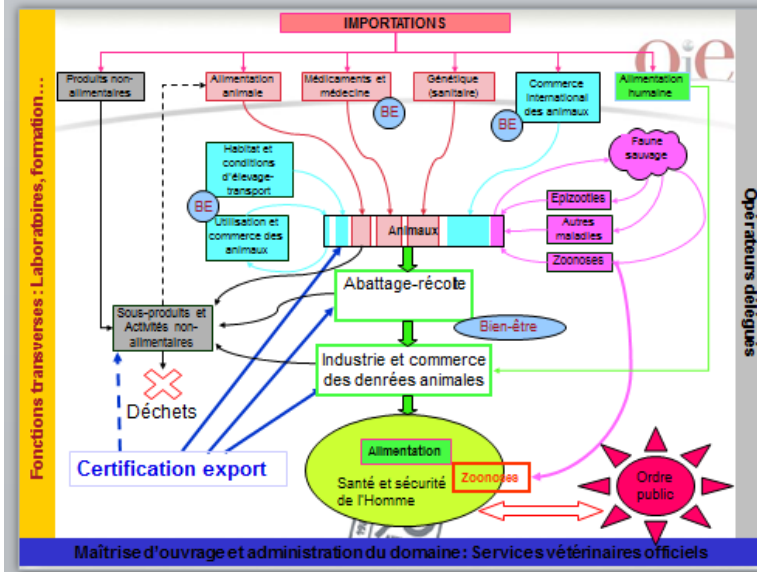 IMPORTATIONS
oie
Produits non-
alimentaires
Alimentation
animale
Médicaments et
médecine
Génétique
(sanitaire)
Commerce
international
des animaux
Alimentation
humaine
BE
BE
Habitat et
conditions
d'élevage-
transport
BE
Utilisation et
commerce des
animaux
Faune
sauvage
Epizooties
Autres
maladies
Zoonoses
Animaux
Abattage-récolte
Bien-être
Sous-produits et
Activités non-
alimentaires
Industrie et commerce
des denrées animales
Déchets
Certification export
Alimentation
Santé et sécurité
de l'Homme
Zoonoses
Ordre
public
Fonctions transverses : Laboratoires, formation...
Opérateurs délégués
Maîtrise d'ouvrage et administration du domaine : Services vétérinaires officiels